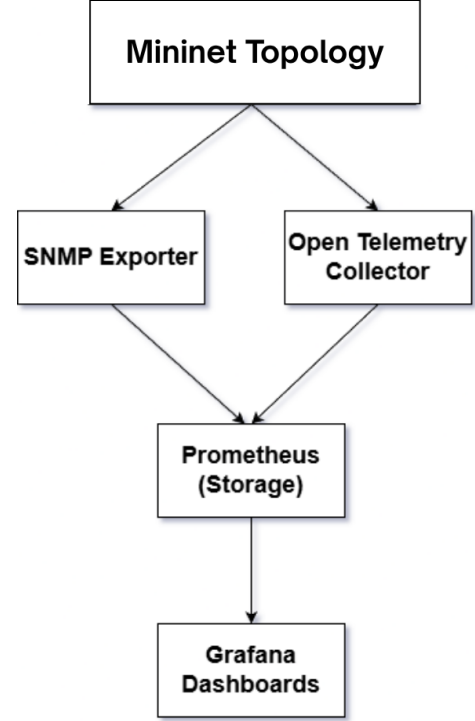 Mininet Topology
SNMP Exporter
Open Telemetry
Collector
Prometheus
(Storage)
Grafana
Dashboards